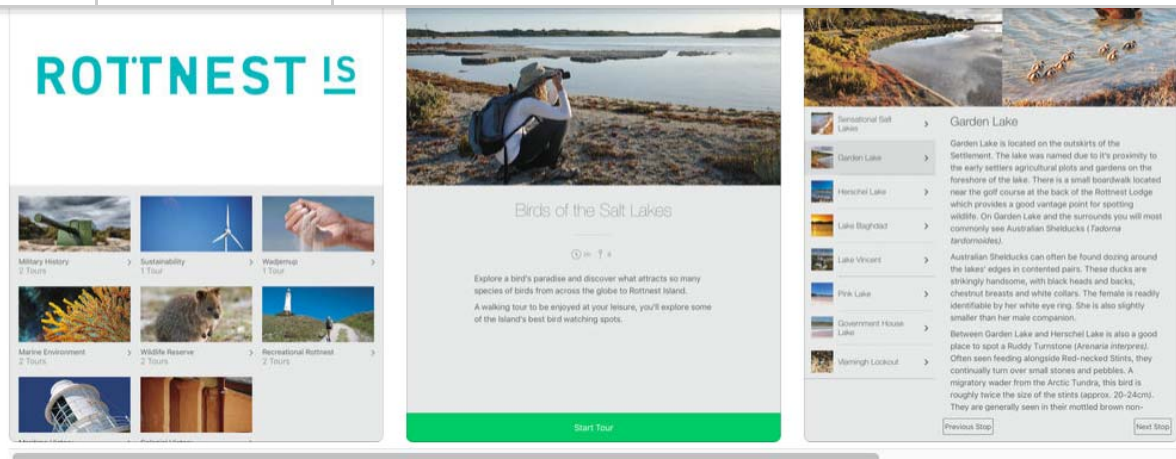 ROTTNEST IS
Military History
2 Tours
Sustainability
1 Tour
Wadjemup
1 Tour
Marine Environment
2 Tours
Wildlife Reserve
2 Tours
Recreational Rottnest
2 Tours
Birds of the Salt Lakes
Explore a bird's paradise and discover what attracts so many
species of birds from across the globe to Rottnest Island.
A walking tour to be enjoyed at your leisure, you'll explore some
of the Island's best bird watching spots.
Start Tour
Sensational Salt
Lakes
Garden Lake
Herschel Lake
Lake Baghdad
Lake Vincent
Pink Lake
Government House
Lake
Vlamingh Lookout
Garden Lake
Garden Lake is located on the outskirts of the
Settlement. The lake was named due to it's proximity to
the early settlers agricultural plots and gardens on the
foreshore of the lake. There is a small boardwalk located
near the golf course at the back of the Rottnest Lodge
which provides a good vantage point for spotting
wildlife. On Garden Lake and the surrounds you will most
commonly see Australian Shelducks (Tadorna
tardornoides).
Australian Shelducks can often be found dozing around
the lakes' edges in contented pairs. These ducks are
strikingly handsome, with black heads and backs,
chestnut breasts and white collars. The female is readily
identifiable by her white eye ring. She is also slightly
smaller than her male companion.
Between Garden Lake and Herschel Lake is also a good
place to spot a Ruddy Turnstone (Arenaria interpres).
Often seen feeding alongside Red-necked Stints, they
continually turn over small stones and pebbles. A
migratory wader from the Arctic Tundra, this bird is
roughly twice the size of the stints (approx. 20-24cm).
They are generally seen in their mottled brown non-
Previous Stop
Next Stop